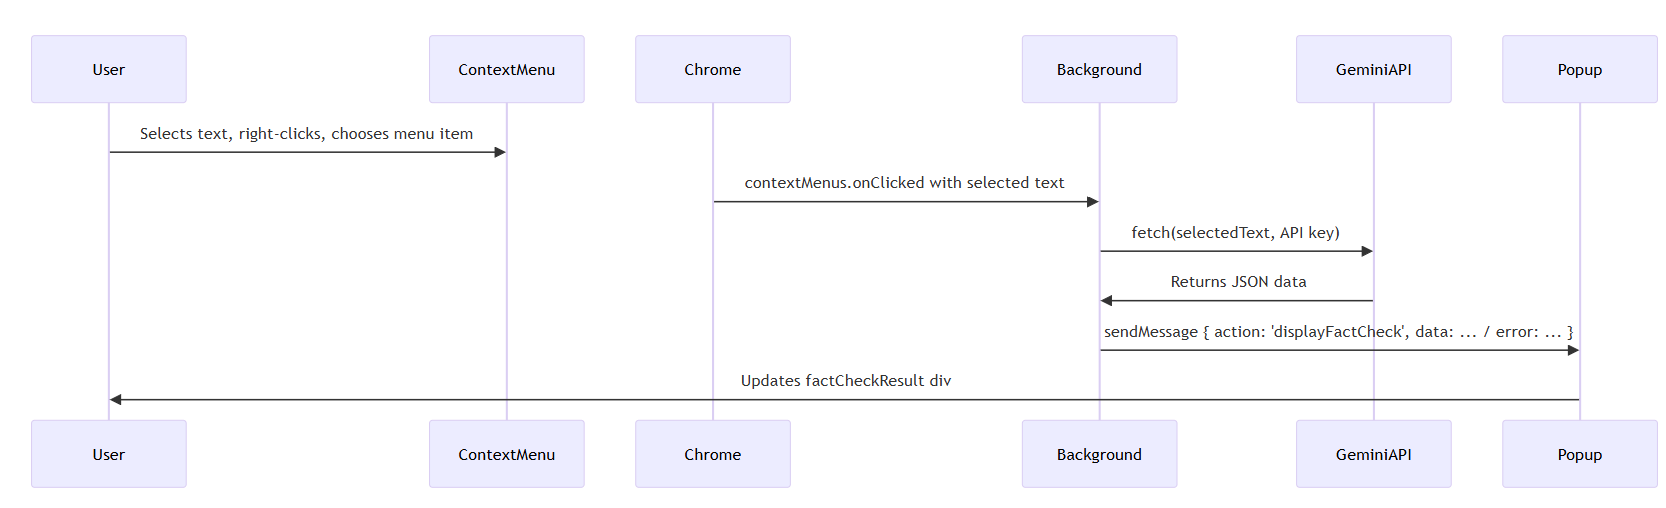 User
ContextMenu
Chrome
Background
GeminiAPI
Popup
Selects text, right-clicks, chooses menu item
contextMenus.onClicked with selected text
fetch(selectedText, API key)
Returns JSON data
sendMessage { action: 'displayFactCheck', data: ... / error: ... }
Updates factCheckResult div
User
ContextMenu
Chrome
Background
GeminiAPI
Popup